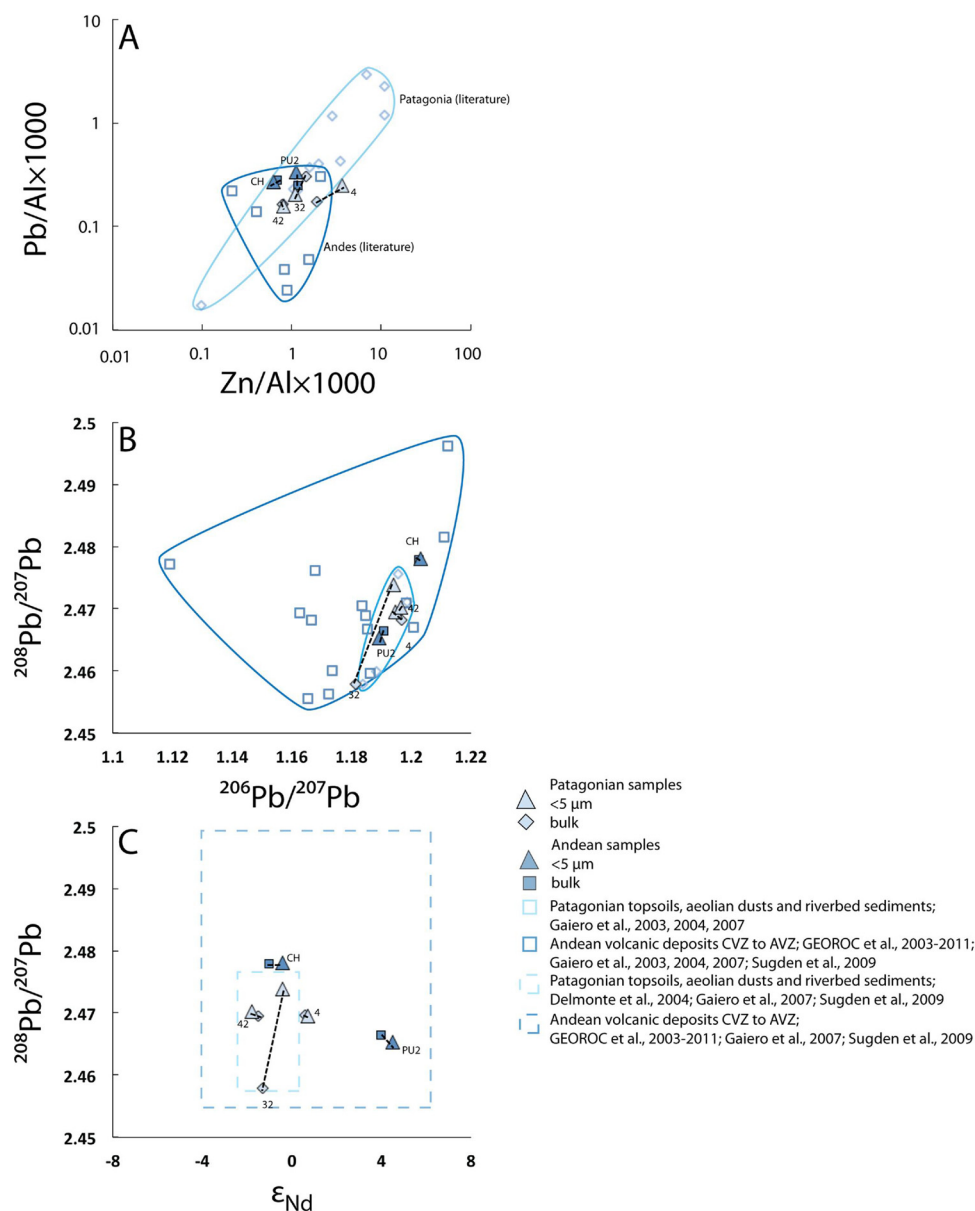 A
10
1
0.1
0.01
Pb/Al×1000
Patagonia (literature)
PU2
CH
4
32
42
Andes (literature)
0.01
0.1
1
10
100
Zn/Al×1000
B
2.5
2.49
2.48
2.47
2.46
2.45
208Pb/207Pb
CH
42
4
PU2
32
1.1
1.12
1.14
1.16
1.18
1.2
1.22
206Pb/207Pb
C
2.5
2.49
2.48
2.47
2.46
2.45
208Pb/207Pb
CH
42
4
PU2
32
-8
-4
0
4
8
εNd
Patagonian samples
<5 μm
bulk
Andean samples
<5 μm
bulk
Patagonian topsoils, aeolian dusts and riverbed sediments;
Gaiero et al., 2003, 2004, 2007
Andean volcanic deposits CVZ to AVZ; GEOROC et al., 2003-2011;
Gaiero et al., 2003, 2004, 2007; Sugden et al., 2009
Patagonian topsoils, aeolian dusts and riverbed sediments;
Delmonte et al., 2004; Gaiero et al., 2007; Sugden et al., 2009
Andean volcanic deposits CVZ to AVZ;
GEOROC et al., 2003-2011; Gaiero et al., 2007; Sugden et al., 2009